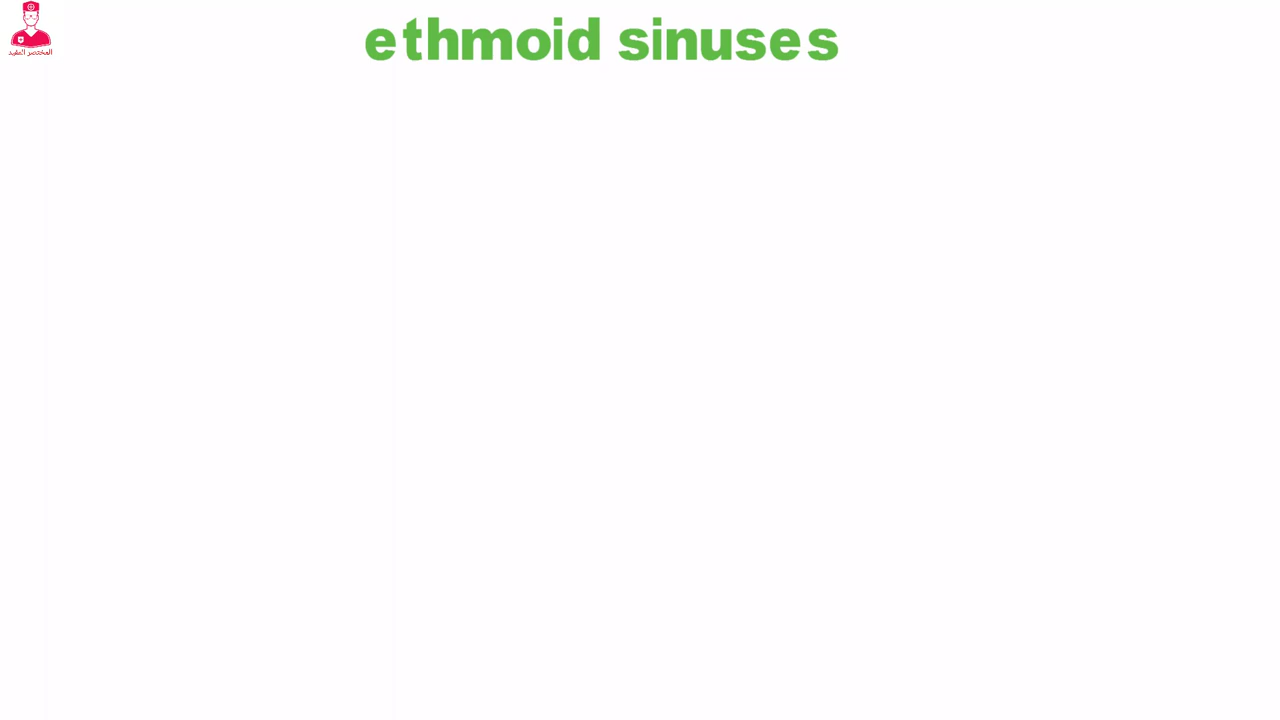 ethmoid sinuses
المختصر المفيد